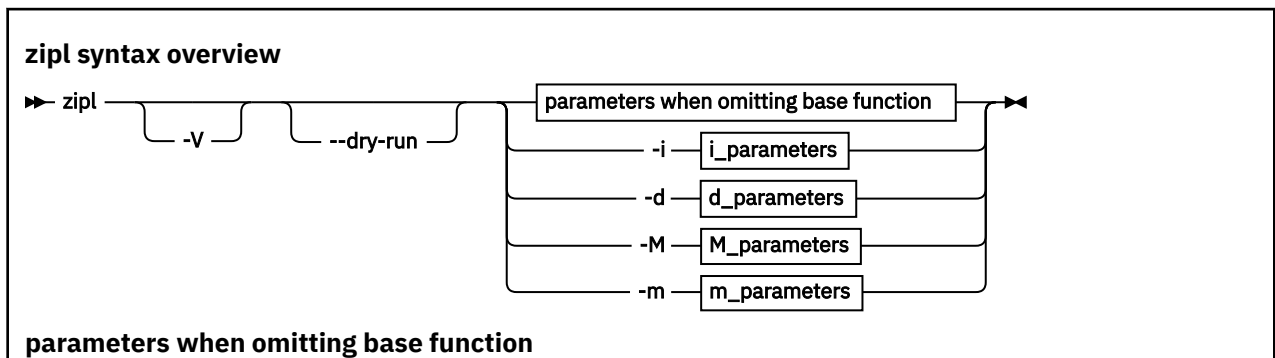 zipl syntax overview
zipl parameters when omitting base function
-V --dry-run
-i i_parameters
-d d_parameters
-M M_parameters
-m m_parameters
parameters when omitting base function